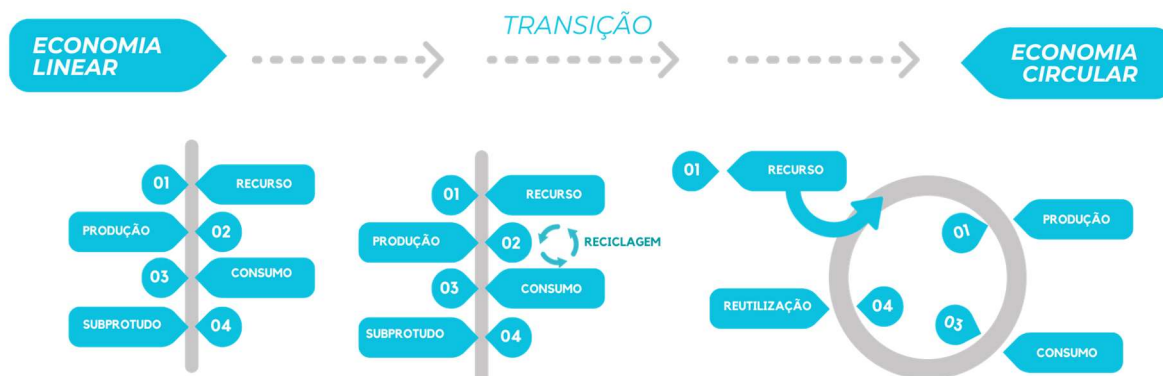 ECONOMIA
LINEAR
TRANSIÇÃO
ECONOMIA
CIRCULAR
01
RECURSO
PRODUÇÃO
02
03
CONSUMO
SUBPROTUDO
04
01
RECURSO
PRODUÇÃO
02
RECICLAGEM
03
CONSUMO
SUBPROTUDO
04
01
RECURSO
01
PRODUÇÃO
REUTILIZAÇÃO
04
03
CONSUMO